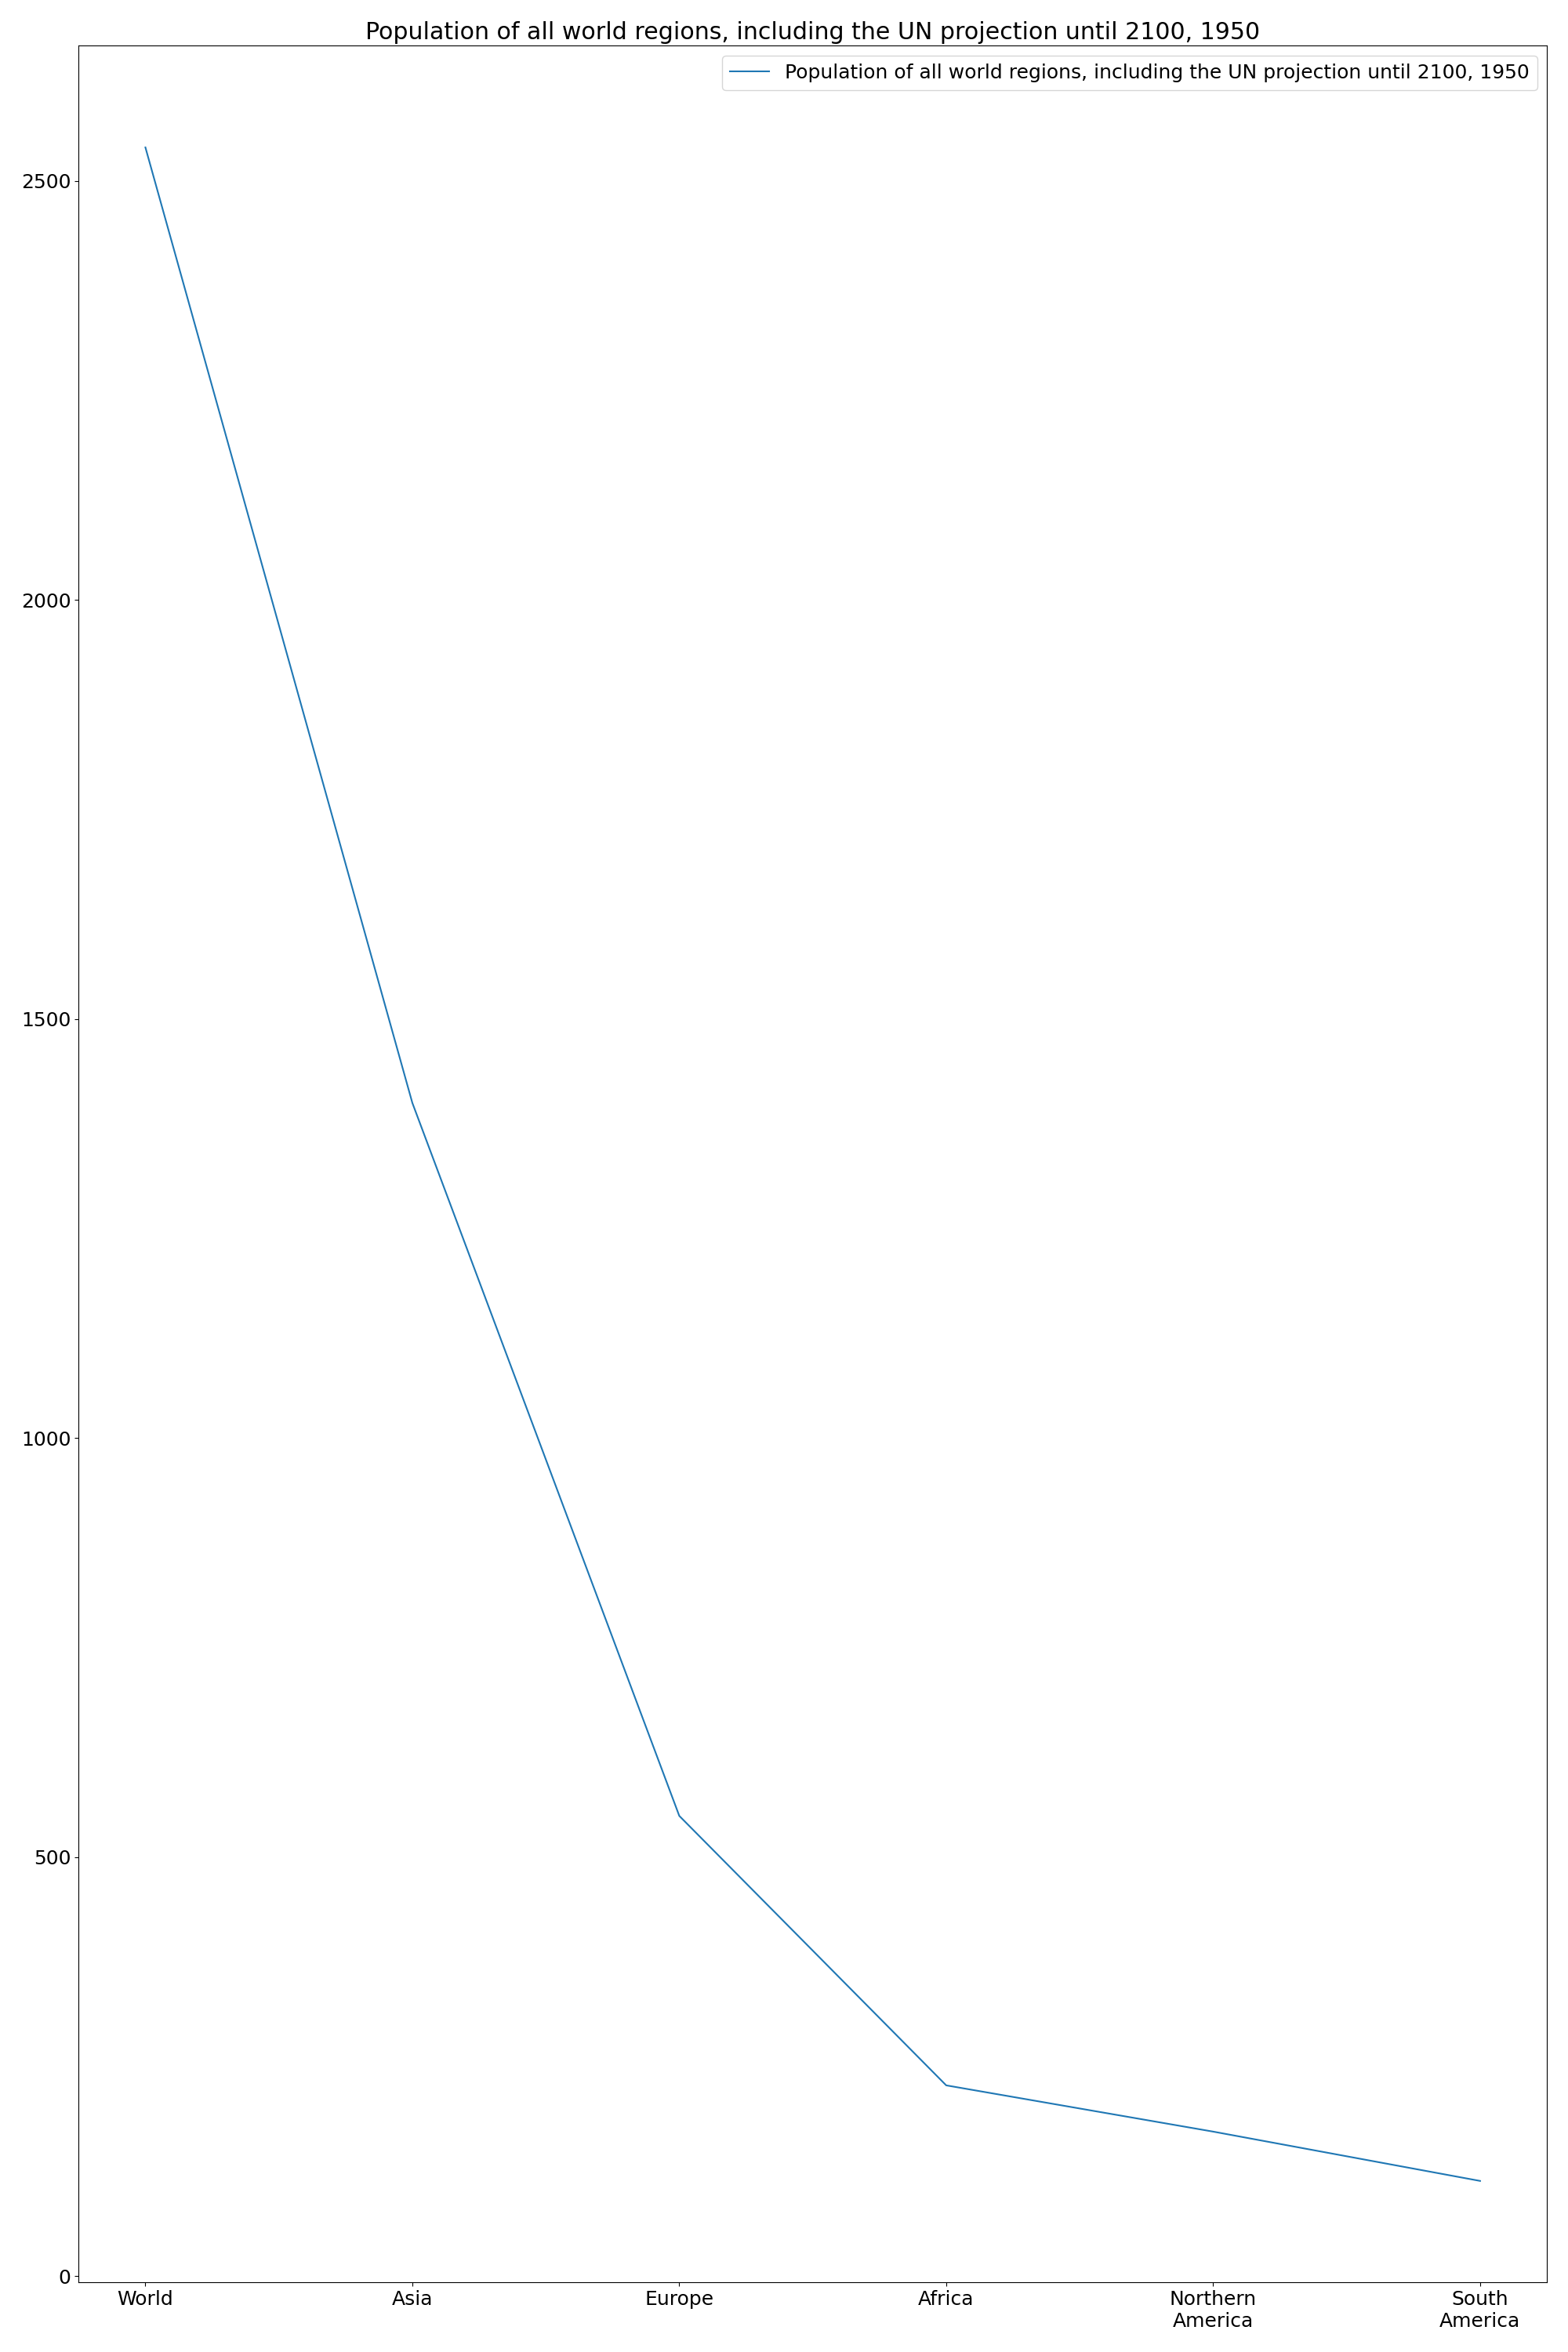 Population of all world regions, including the UN projection until 2100, 1950
Population of all world regions, including the UN projection until 2100, 1950
2500
2000
1500
1000
500
0
World
Asia
Europe
Africa
Northern
America
South
America